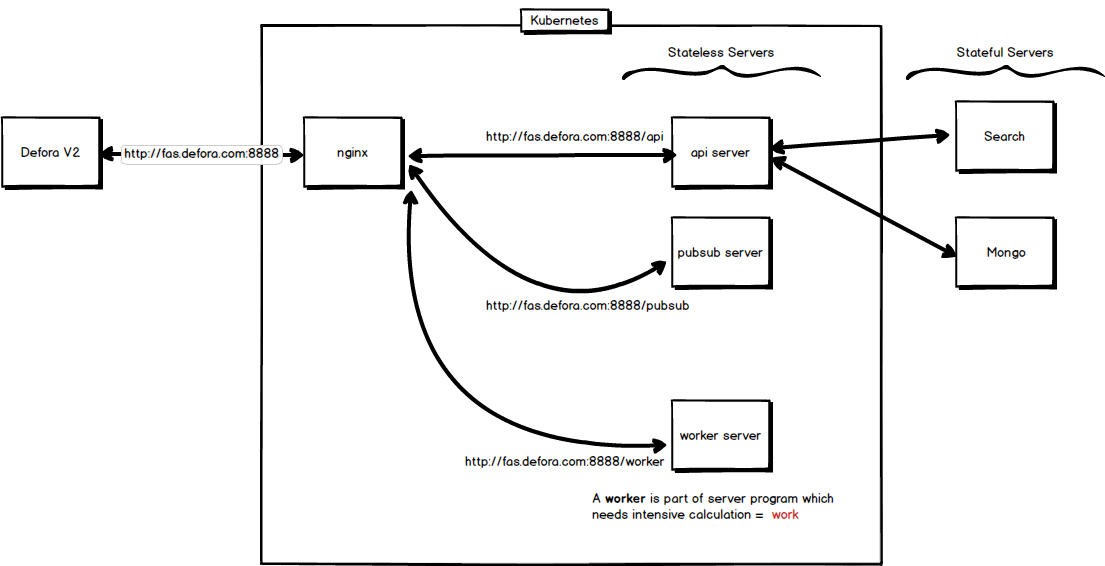 Kubernetes
Stateless Servers
Stateful Servers
Defora V2
http://fas.defora.com:8888
nginx
http://fas.defora.com:8888/api
api server
Search
pubsub server
Mongo
http://fas.defora.com:8888/pubsub
worker server
http://fas.defora.com:8888/worker
A worker is part of server program which
needs intensive calculation = work